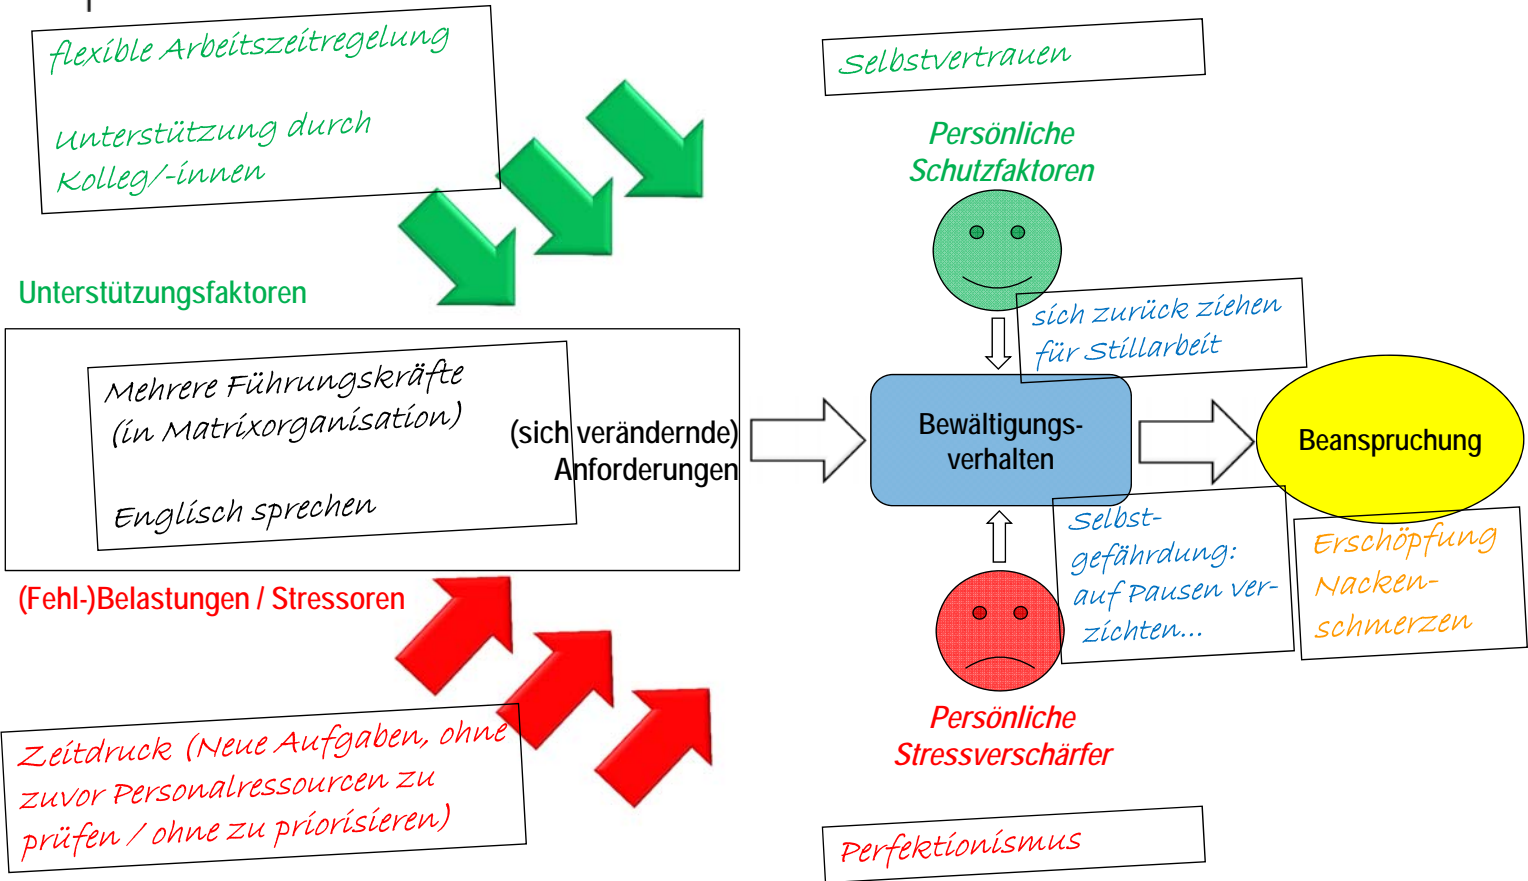 flexible Arbeitszeitregelung
Unterstützung durch
Kolleg/-innen
Unterstützungsfaktoren
Mehrere Führungskräfte
(in Matrixorganisation)
Englisch sprechen
(sich verändernde)
Anforderungen
(Fehl-)Belastungen / Stressoren
Zeitdruck (Neue Aufgaben, ohne
zuvor Personalressourcen zu
prüfen / ohne zu priorisieren)
Selbstvertrauen
Persönliche
Schutzfaktoren
sich zurück ziehen
für Stillarbeit
Bewältigungs-
verhalten
Beanspruchung
Selbst-
gefährdung:
auf Pausen ver-
zichten...
Erschöpfung
Nacken-
schmerzen
Persönliche
Stressverschärfer
Perfektionismus